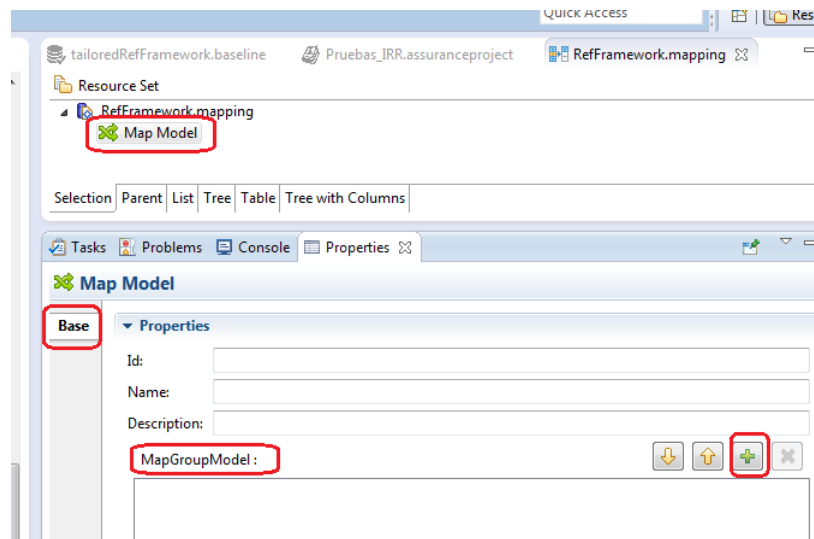 Quick Access
Res
tailoredRefFramework.baseline Pruebas_IRR.assuranceproject RefFramework.mapping
Resource Set
RefFramework.mapping
Map Model
Selection Parent List Tree Table Tree with Columns
Tasks Problems Console Properties
Map Model
Base
Properties
Id:
Name:
Description:
MapGroupModel :